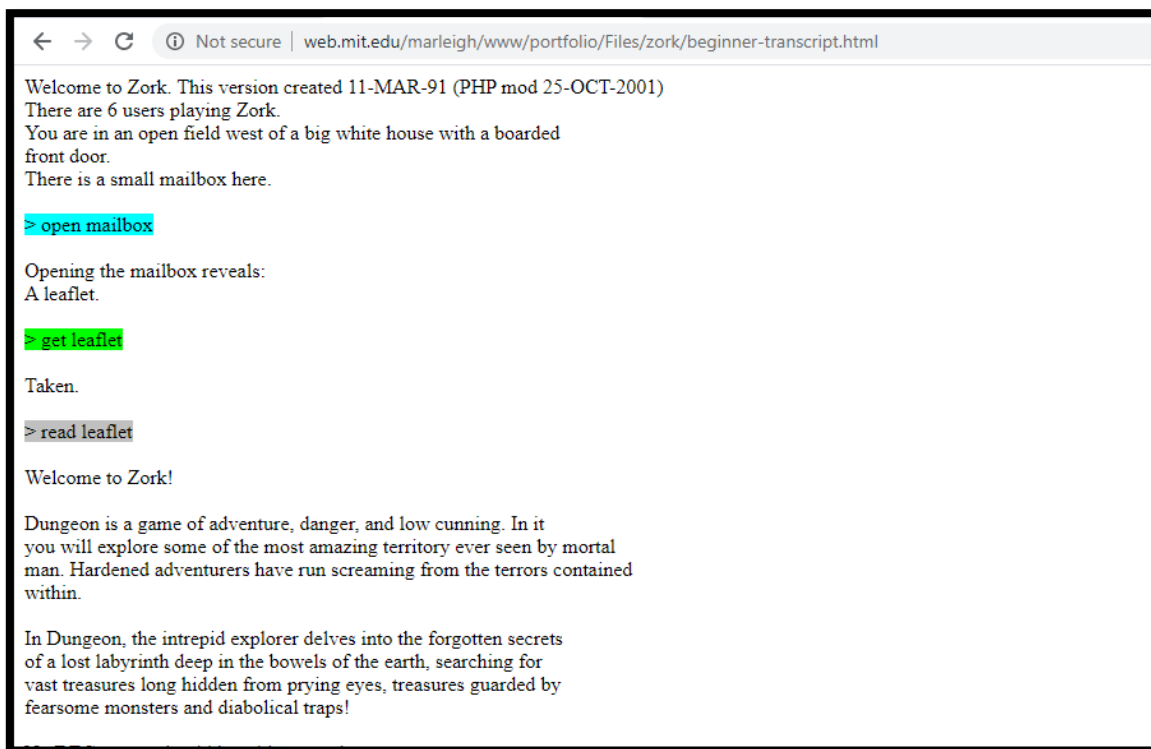 Not secure | web.mit.edu/marleigh/www/portfolio/Files/zork/beginner-transcript.html
Welcome to Zork. This version created 11-MAR-91 (PHP mod 25-OCT-2001)
There are 6 users playing Zork.
You are in an open field west of a big white house with a boarded
front door.
There is a small mailbox here.
> open mailbox
Opening the mailbox reveals:
A leaflet.
> get leaflet
Taken.
> read leaflet
Welcome to Zork!
Dungeon is a game of adventure, danger, and low cunning. In it
you will explore some of the most amazing territory ever seen by mortal
man. Hardened adventurers have run screaming from the terrors contained
within.
In Dungeon, the intrepid explorer delves into the forgotten secrets
of a lost labyrinth deep in the bowels of the earth, searching for
vast treasures long hidden from prying eyes, treasures guarded by
fearsome monsters and diabolical traps!